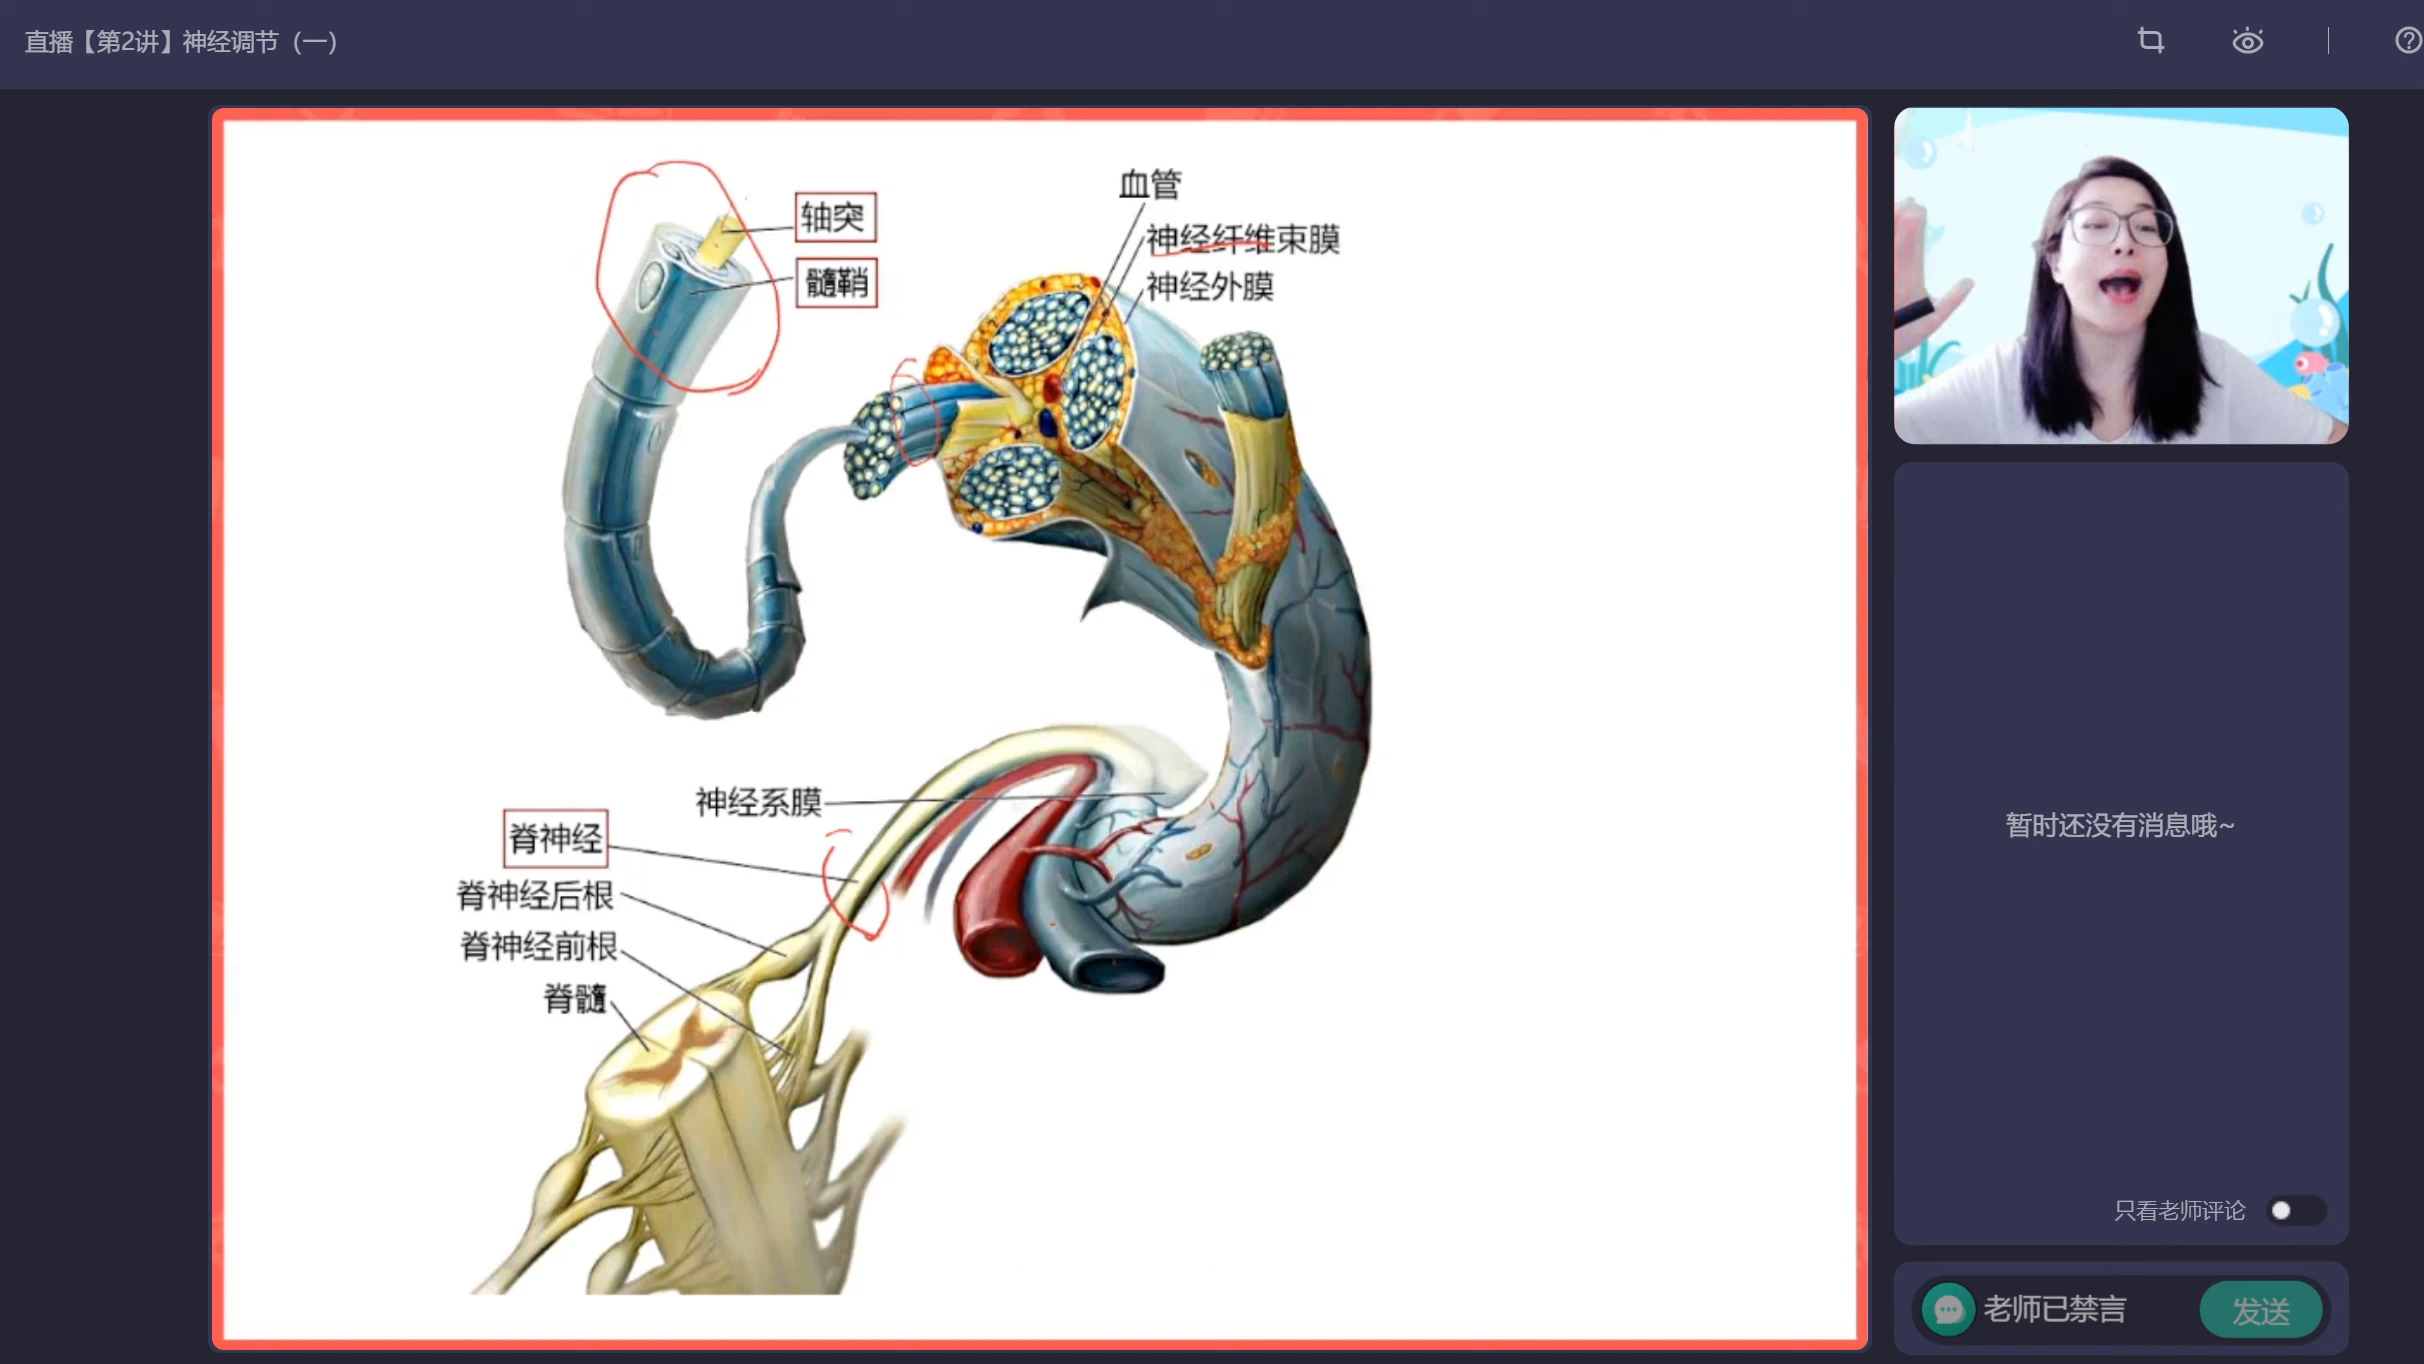 直播【第2讲】神经调节（一）
轴突
髓鞘
血管
神经纤维束膜
神经外膜
神经系膜
脊神经
脊神经后根
脊神经前根
脊髓
暂时还没有消息哦~
只看老师评论
老师已禁言
发送